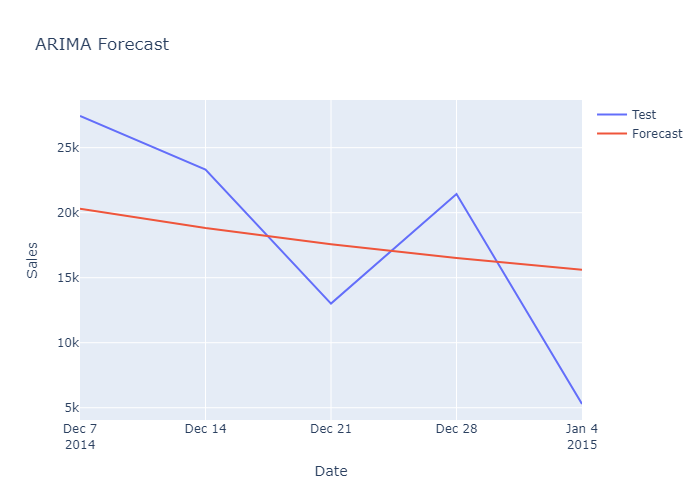 ARIMA Forecast
Test
Forecast
Sales
25k
20k
15k
10k
5k
Dec 7
2014
Dec 14
Dec 21
Dec 28
Jan 4
2015
Date